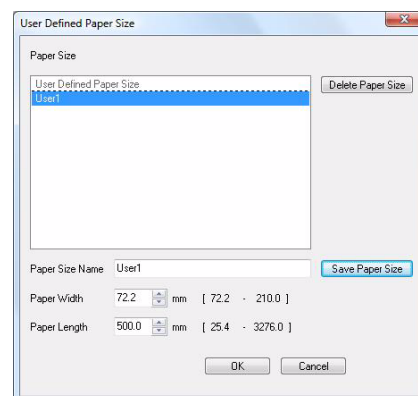 User Defined Paper Size
Paper Size
User Defined Paper Size
Delete Paper Size
User1
Paper Size Name User1 Save Paper Size
Paper Width 72.2 mm [ 72.2 - 210.0 ]
Paper Length 500.0 mm [ 25.4 - 3276.0 ]
OK Cancel